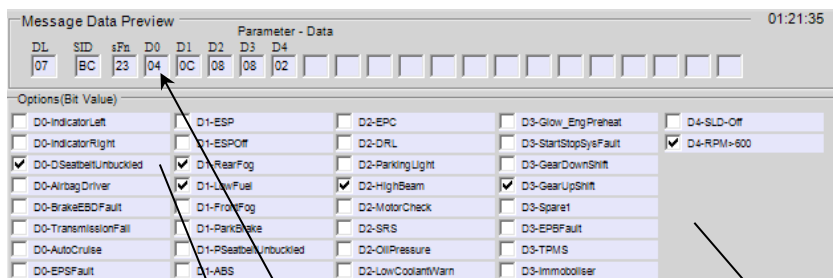 Message Data Preview 01:21:35
Parameter - Data
DL SID sFn D0 D1 D2 D3 D4
07 BC 23 04 0C 08 08 02
Options(Bit Value)
D0-IndicatorLeft D1-ESP D2-EPC D3-Glow_EngPreheat D4-SLD-Off
D0-IndicatorRight D1-ESPOff D2-DRL D3-StartStopSysFault D4-RPM>600
D0-DSeatbeltUnbuckled D1-RearFog D2-ParkingLight D3-GearDownShift
D0-AirbagDriver D1-LowFuel D2-HighBeam D3-GearUpShift
D0-BrakeEBDFault D1-FrontFog D2-MotorCheck D3-Spare1
D0-TransmissionFail D1-ParkBrake D2-SRS D3-EPBFault
D0-AutoCruise D1-PSeatbeltUnbuckled D2-OilPressure D3-TPMS
D0-EPSFault D1-ABS D2-LowCoolantWarn D3-Immoboliser